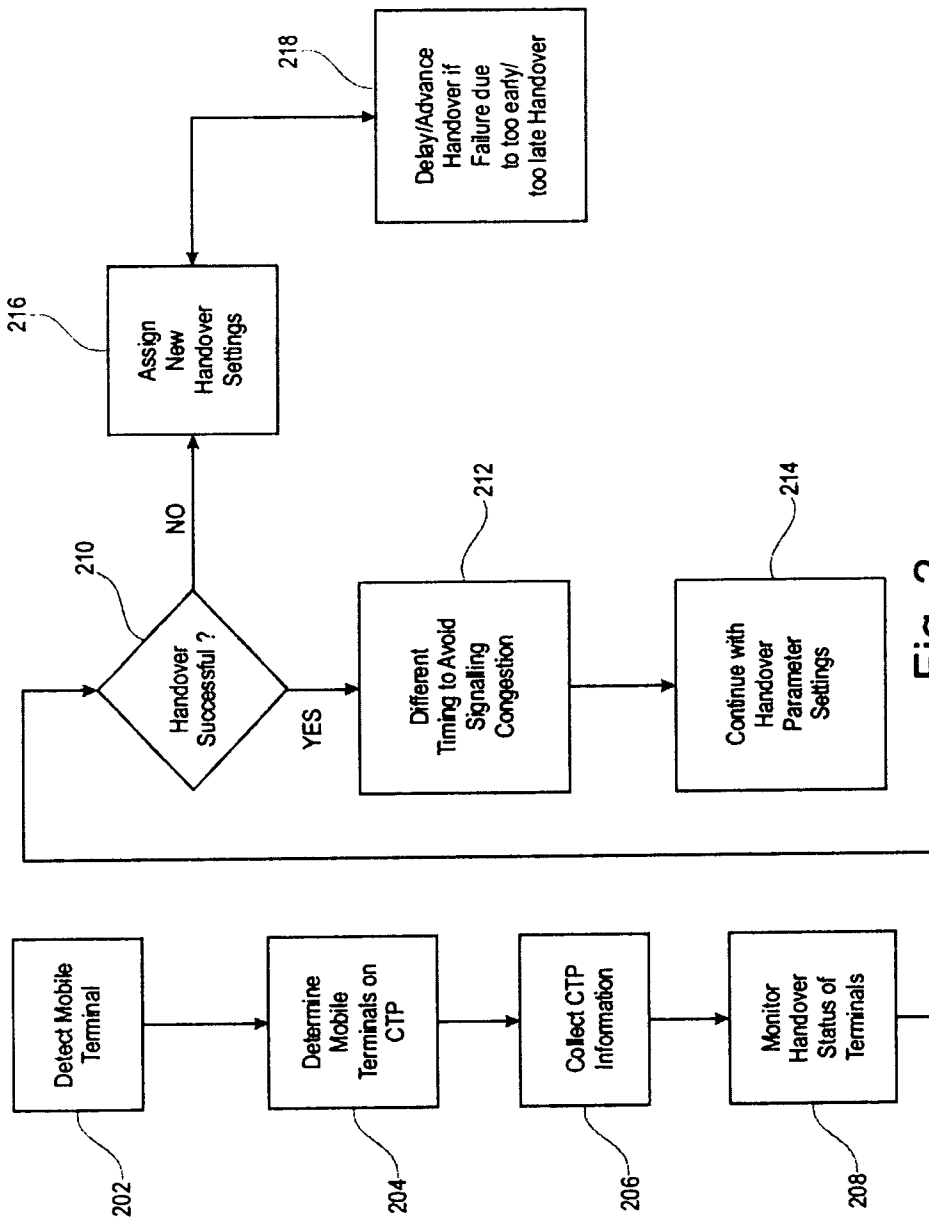 202
Detect Mobile
Terminal
204
Determine
Mobile
Terminals on
CTP
206
Collect CTP
Information
208
Monitor
Handover
Status of
Terminals
210
Handover
Successful ?
NO
YES
212
Different
Timing to Avoid
Signalling
Congestion
214
Continue with
Handover
Parameter
Settings
216
Assign
New
Handover
Settings
218
Delay/Advance
Handover if
Failure due
to too early/
too late Handover
Fig. 2